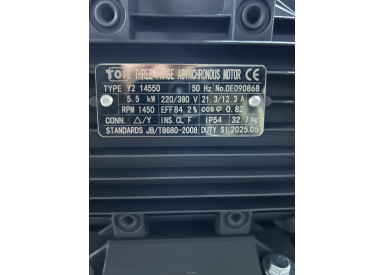 THREE PHASE ASYNCHRONOUS MOTOR CE
TYPE Y2 14550 50 Hz No.0E090868
5.5 kW 220/380 V 21.3/12.3 A
RPM 1450 EFF 84.2% cosφ 0.82
CONN. △/Y INS.CL F IP54 32.7 kg
STANDARDS JB/T8680-2008 DUTY S1 2025.05